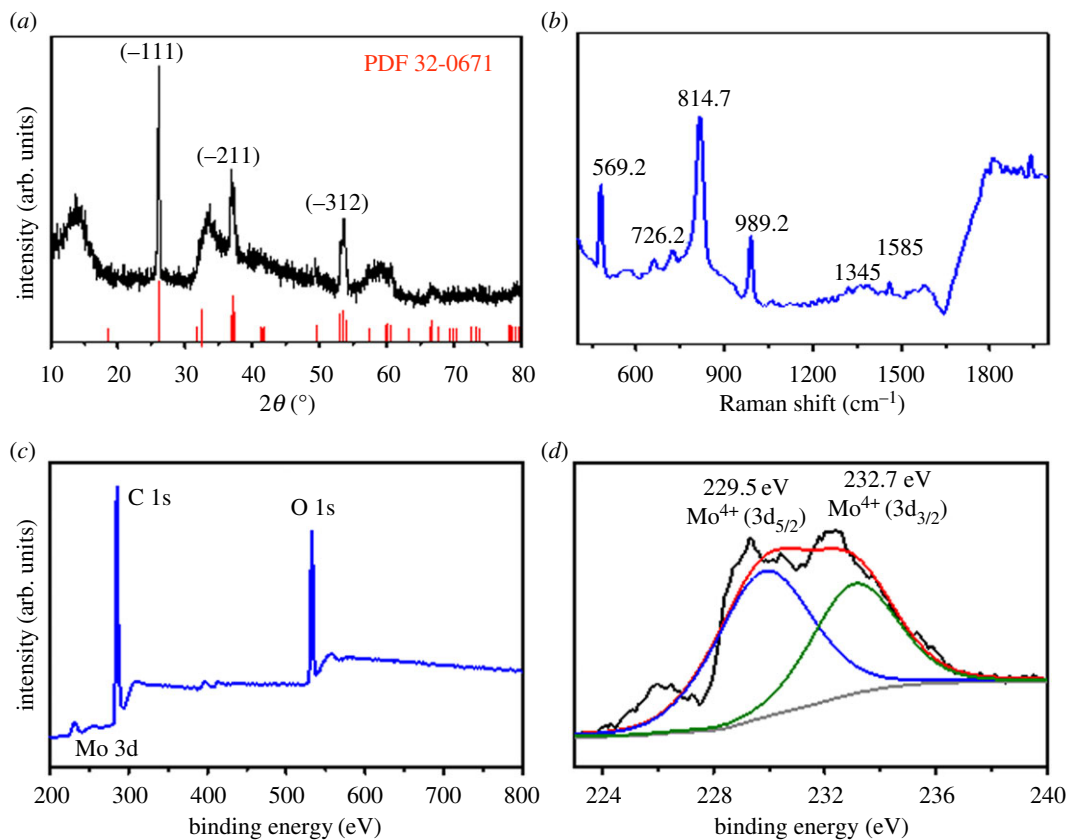 (a)
(–111)
PDF 32-0671
(–211)
(–312)
intensity (arb. units)
10 20 30 40 50 60 70 80
2θ (°)
(b)
814.7
569.2
726.2
989.2
1345
1585
600 900 1200 1500 1800
Raman shift (cm⁻¹)
(c)
C 1s
O 1s
Mo 3d
intensity (arb. units)
200 300 400 500 600 700 800
binding energy (eV)
(d)
229.5 eV
Mo⁴⁺ (3d₅/₂)
232.7 eV
Mo⁴⁺ (3d₃/₂)
224 228 232 236 240
binding energy (eV)